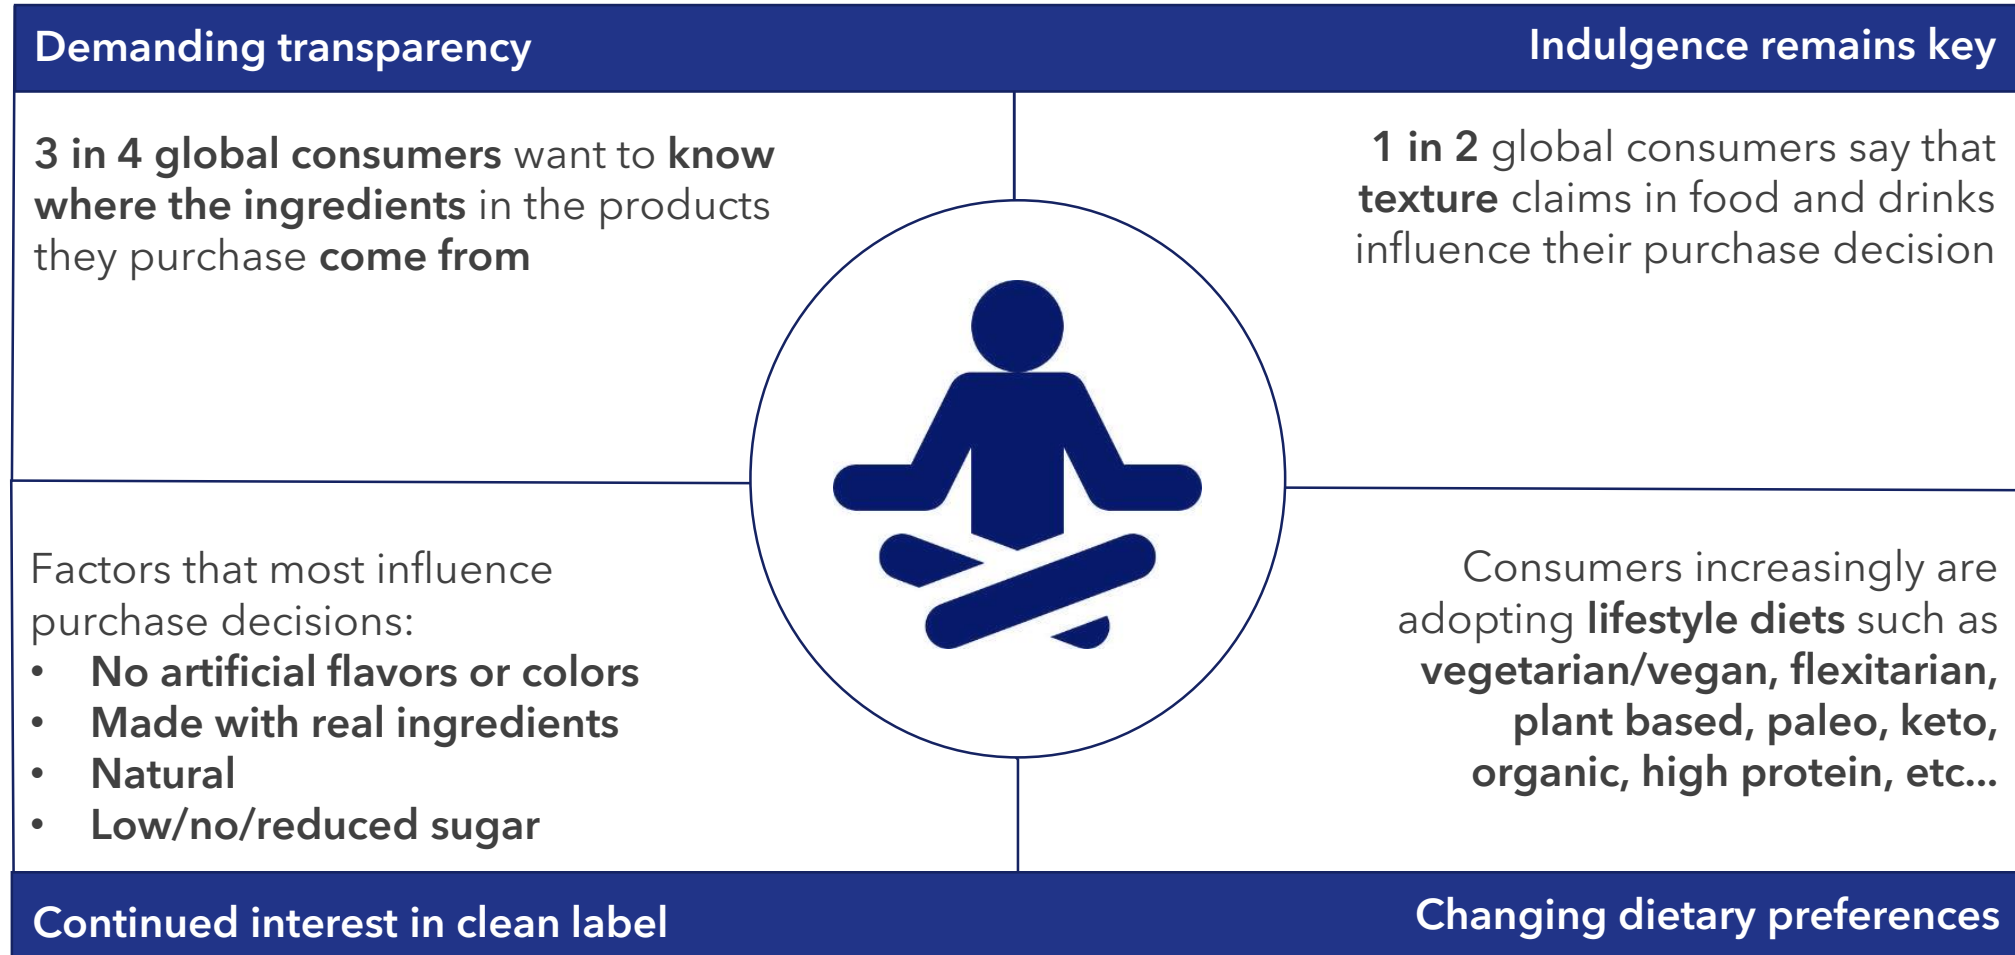 Demanding transparency
3 in 4 global consumers want to know
where the ingredients in the products
they purchase come from
Indulgence remains key
1 in 2 global consumers say that
texture claims in food and drinks
influence their purchase decision
Factors that most influence
purchase decisions:
• No artificial flavors or colors
• Made with real ingredients
• Natural
• Low/no/reduced sugar
Continued interest in clean label
Consumers increasingly are
adopting lifestyle diets such as
vegetarian/vegan, flexitarian,
plant based, paleo, keto,
organic, high protein, etc...
Changing dietary preferences